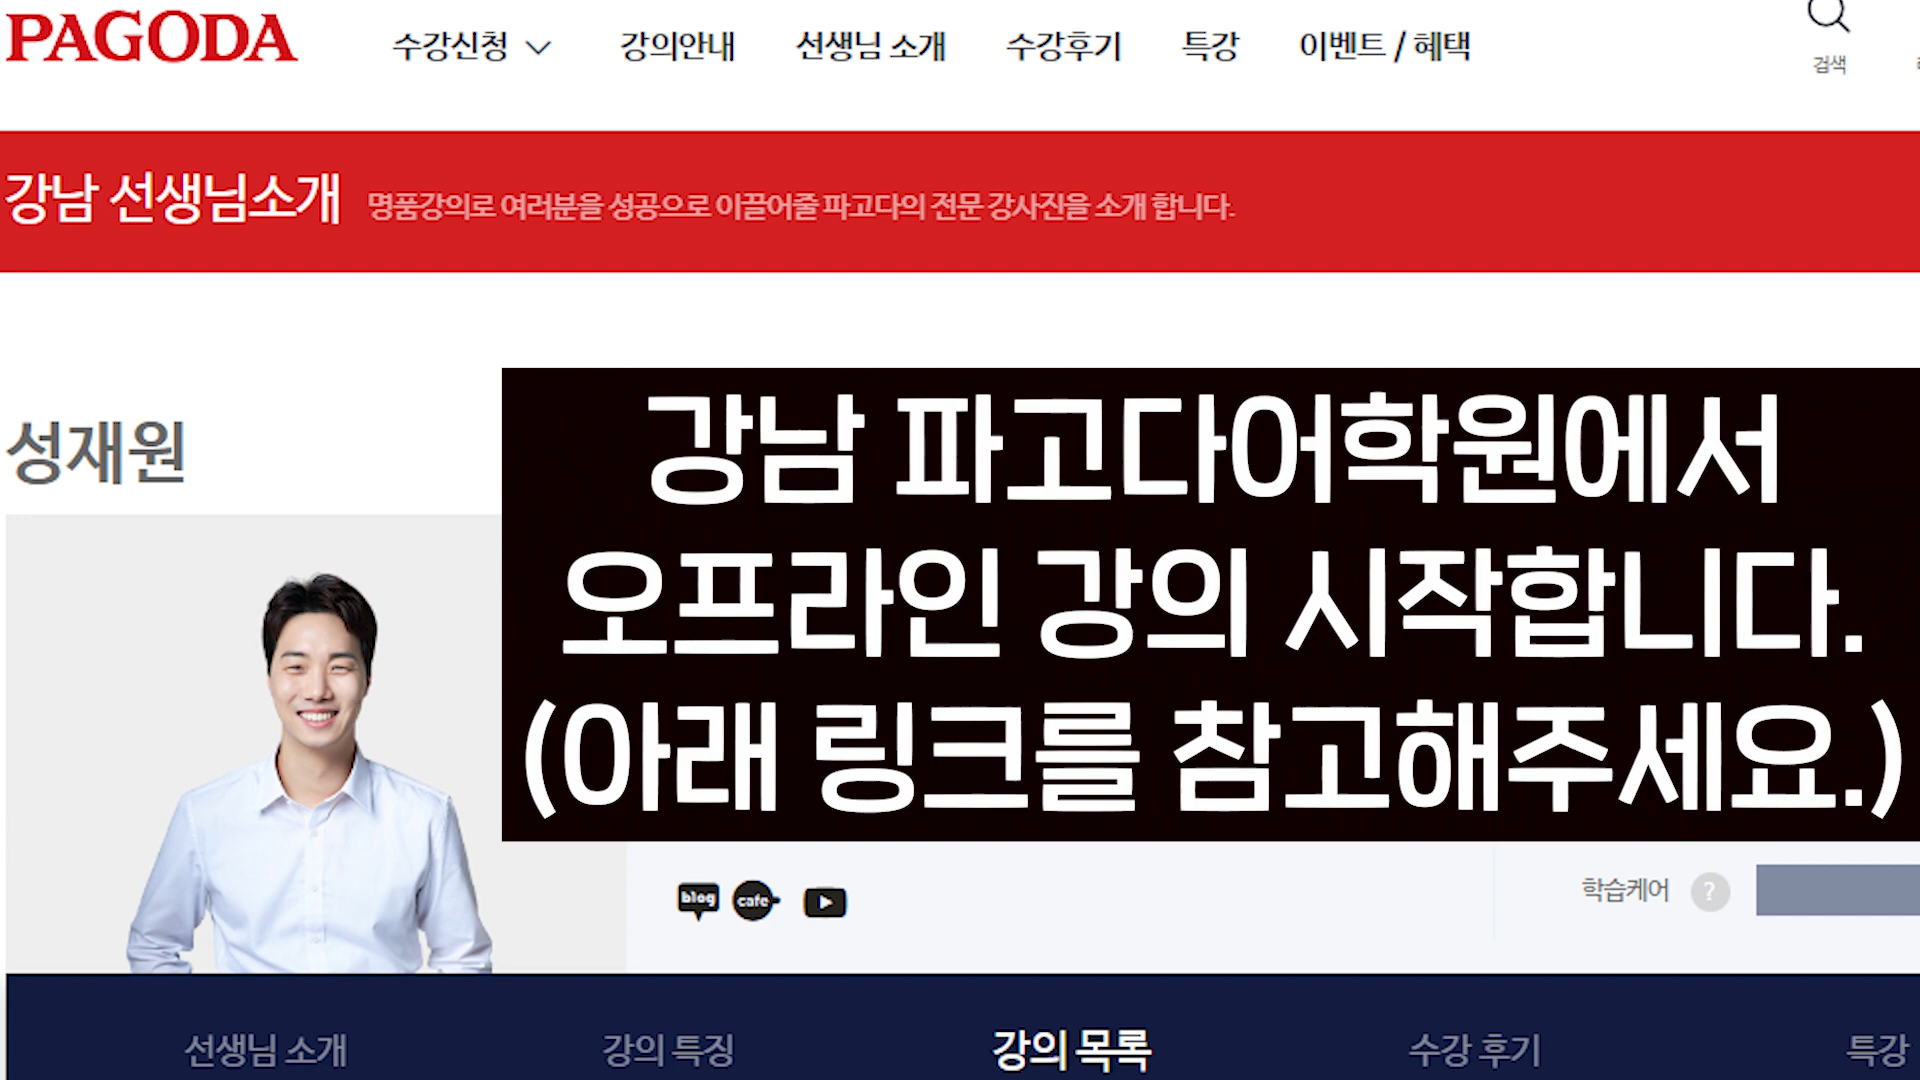 PAGODA
수강신청 강의안내 선생님 소개 수강후기 특강 이벤트 / 혜택
검색
강남 선생님소개 명품강의로 여러분을 성공으로 이끌어줄 파고다의 전문 강사진을 소개 합니다.
성재원
강남 파고다어학원에서
오프라인 강의 시작합니다.
(아래 링크를 참고해주세요.)
blog cafe 학습케어 ?
선생님 소개 강의 특징 강의 목록 수강 후기 특강